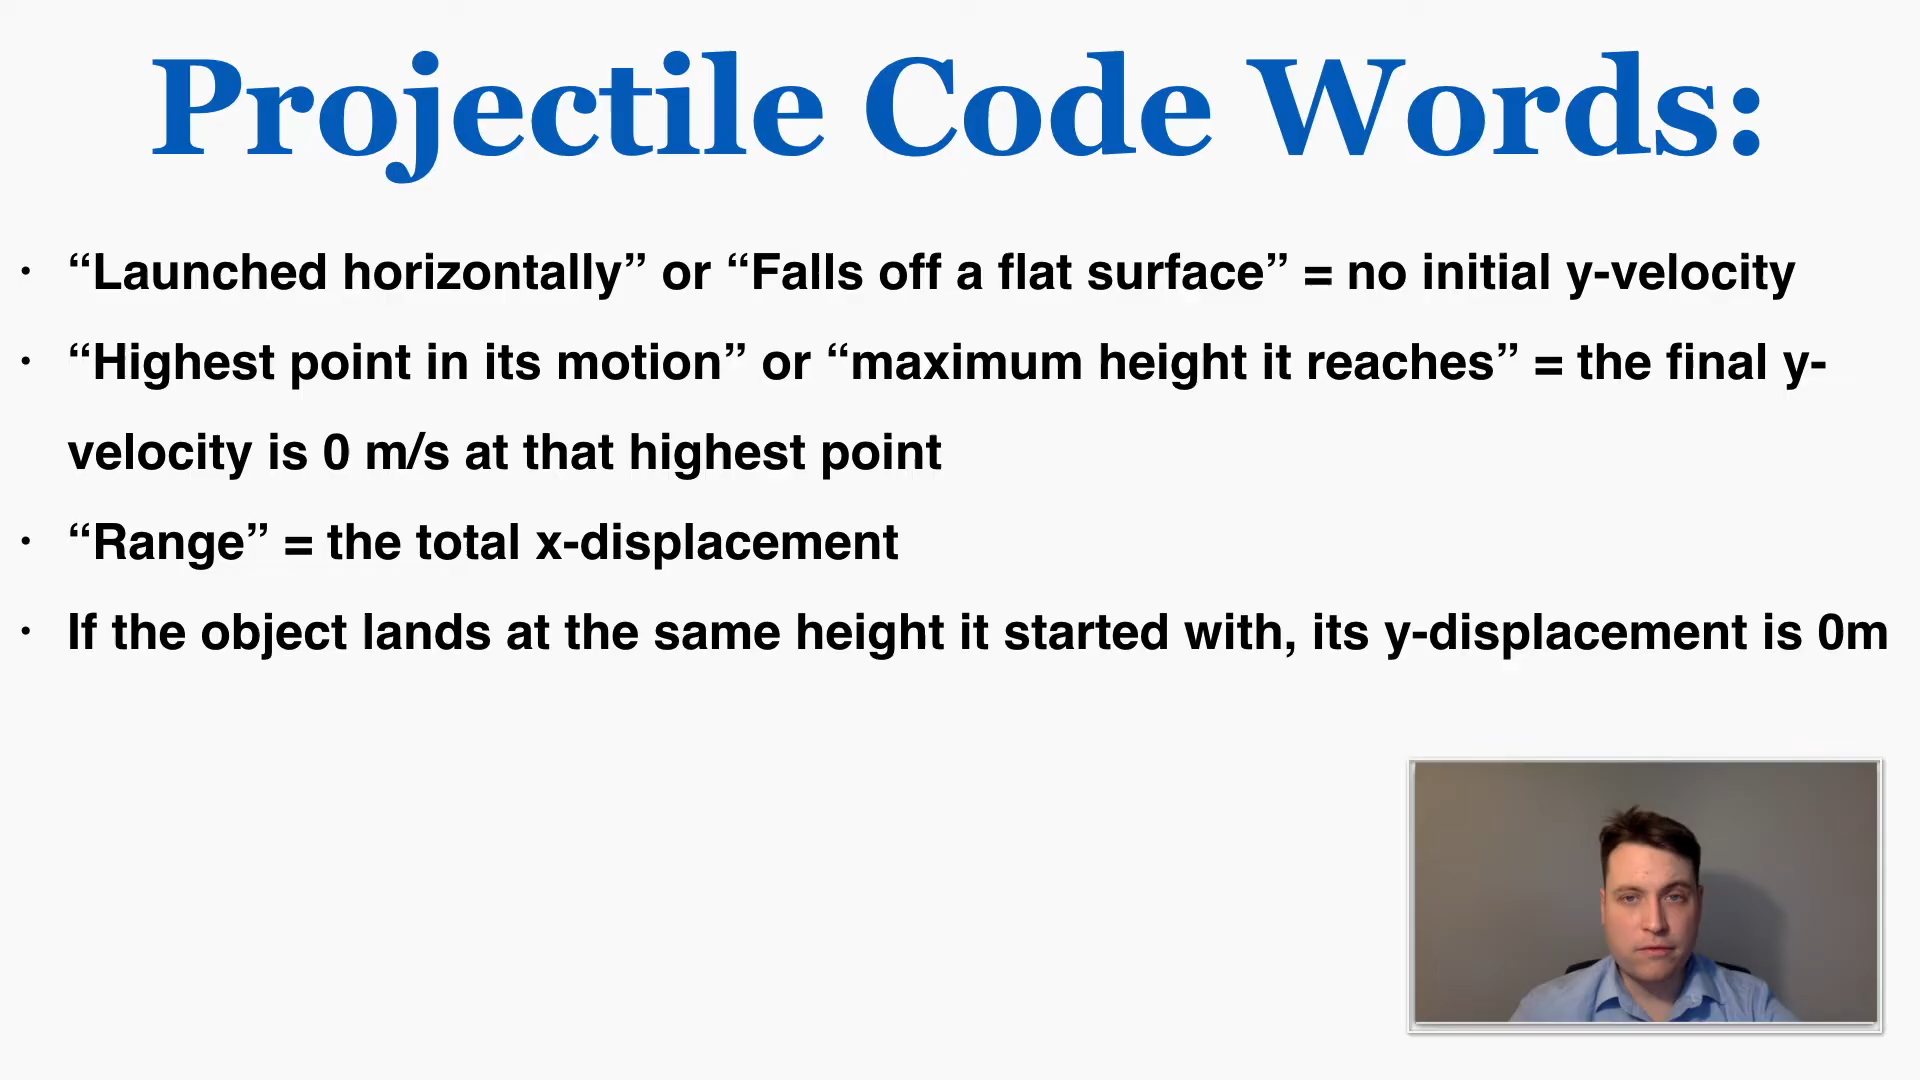 Projectile Code Words:
· “Launched horizontally” or “Falls off a flat surface” = no initial y-velocity
· “Highest point in its motion” or “maximum height it reaches” = the final y-
velocity is 0 m/s at that highest point
· “Range” = the total x-displacement
· If the object lands at the same height it started with, its y-displacement is 0m